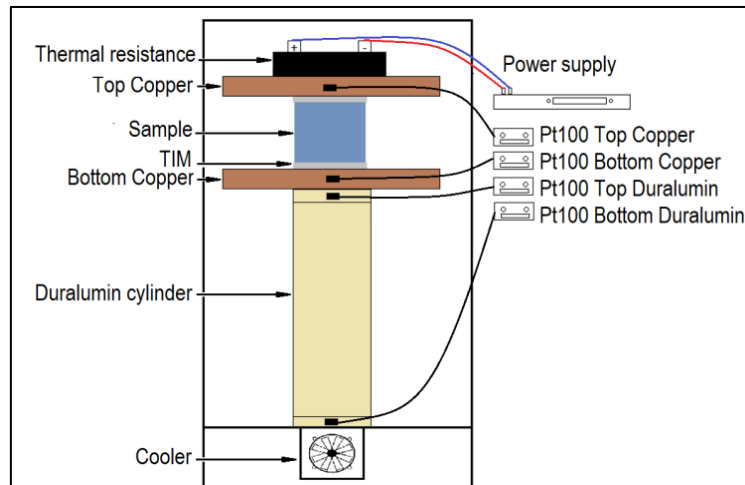 Thermal resistance
Top Copper
Sample
TIM
Bottom Copper
Duralumin cylinder
Cooler
+
-
Power supply
Pt100 Top Copper
Pt100 Bottom Copper
Pt100 Top Duralumin
Pt100 Bottom Duralumin